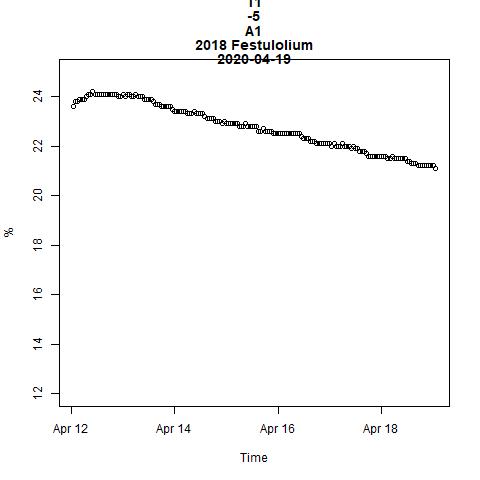 T1
-5
A1
2018 Festulolium
2020-04-19
24
22
20
18
16
14
12
%
Apr 12
Apr 14
Apr 16
Apr 18
Time